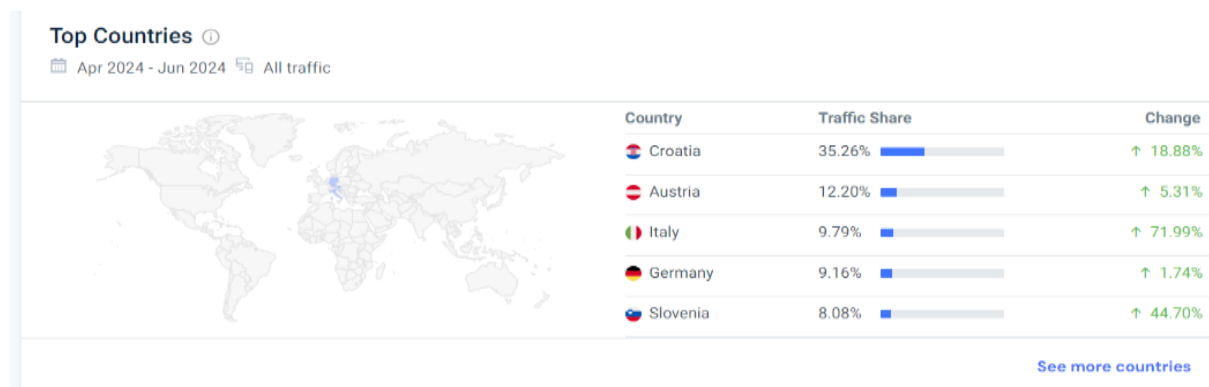 Top Countries
Apr 2024 - Jun 2024 All traffic
Country Traffic Share Change
Croatia 35.26% ↑ 18.88%
Austria 12.20% ↑ 5.31%
Italy 9.79% ↑ 71.99%
Germany 9.16% ↑ 1.74%
Slovenia 8.08% ↑ 44.70%
See more countries